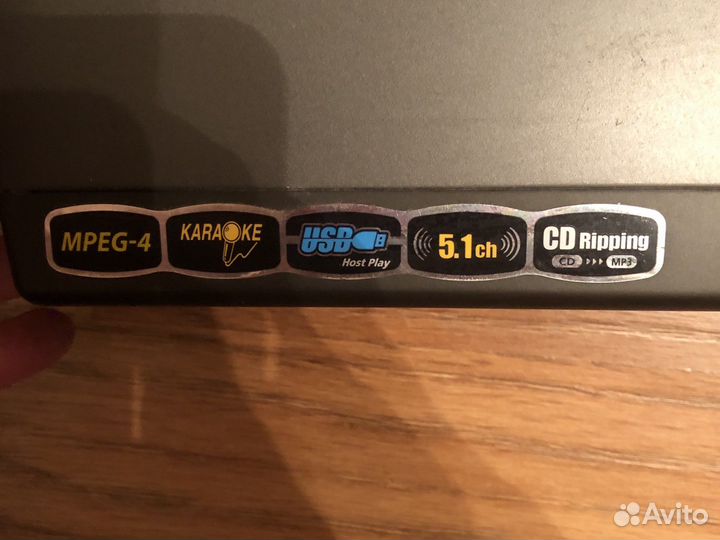 MPEG-4
KARAOKE
USB
Host Play
5.1ch
CD Ripping
CD MP3
Avito